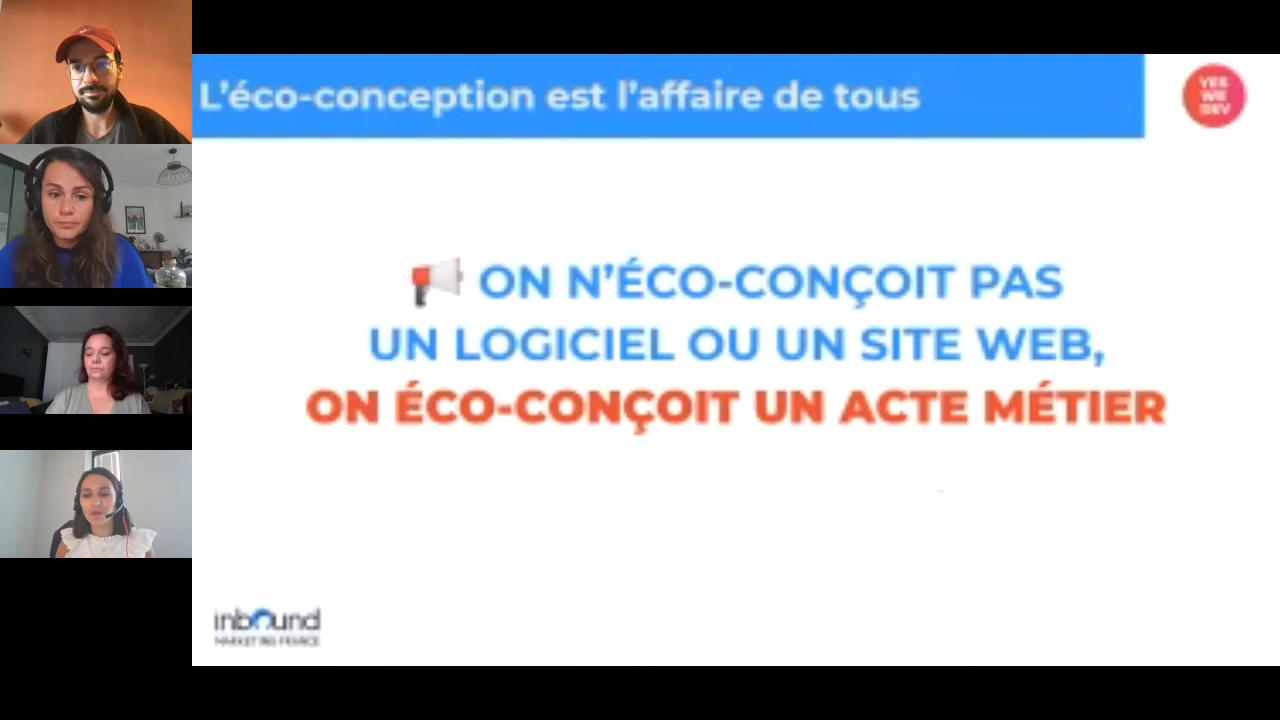 L'éco-conception est l'affaire de tous
YES
WE
DEV
ON N'ÉCO-CONÇOIT PAS
UN LOGICIEL OU UN SITE WEB,
ON ÉCO-CONÇOIT UN ACTE MÉTIER
inbound
MARKETING FRANCE